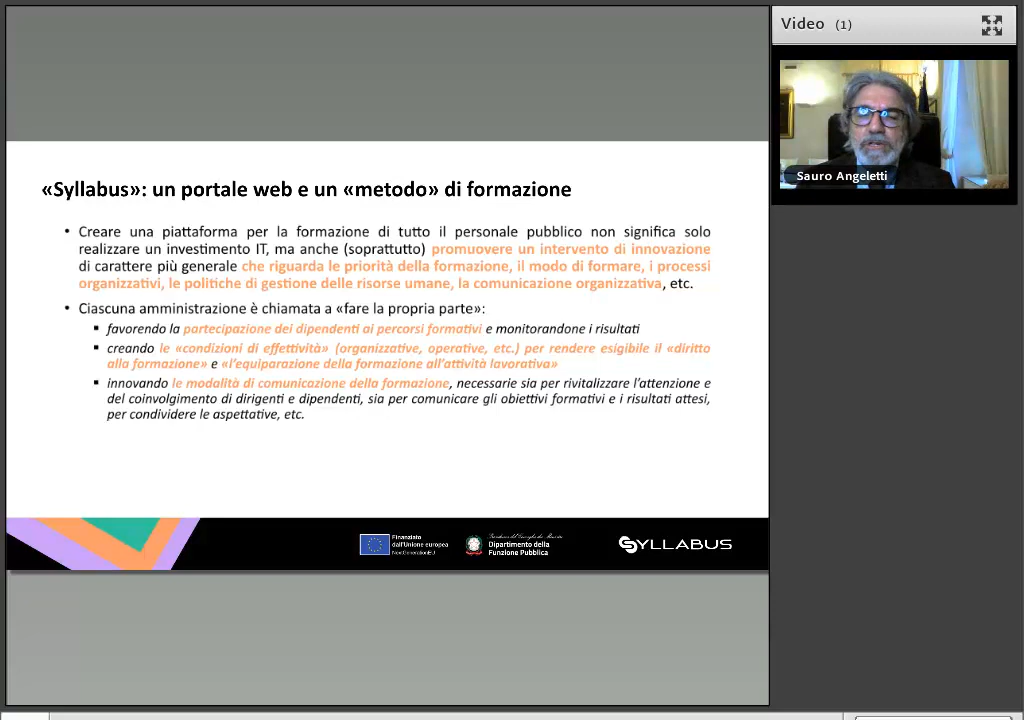 Video (1)
Sauro Angeletti
«Syllabus»: un portale web e un «metodo» di formazione
• Creare una piattaforma per la formazione di tutto il personale pubblico non significa solo
realizzare un investimento IT, ma anche (soprattutto) promuovere un intervento di innovazione
di carattere più generale che riguarda le priorità della formazione, il modo di formare, i processi
organizzativi, le politiche di gestione delle risorse umane, la comunicazione organizzativa, etc.
• Ciascuna amministrazione è chiamata a «fare la propria parte»:
▪ favorendo la partecipazione dei dipendenti ai percorsi formativi e monitorandone i risultati
▪ creando le «condizioni di effettività» (organizzative, operative, etc.) per rendere esigibile il «diritto
alla formazione» e «l'equiparazione della formazione all'attività lavorativa»
▪ innovando le modalità di comunicazione della formazione, necessarie sia per rivitalizzare l'attenzione e
del coinvolgimento di dirigenti e dipendenti, sia per comunicare gli obiettivi formativi e i risultati attesi,
per condividere le aspettative, etc.
Finanziato
dall'Unione europea
NextGenerationEU
Dipartimento della
Funzione Pubblica
SYLLABUS